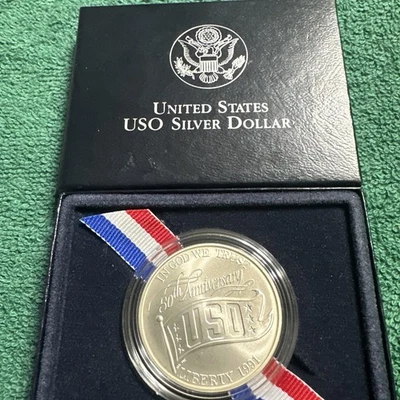 UNITED STATES
USO SILVER DOLLAR
IN GOD WE TRUST
50th Anniversary
USO
LIBERTY 1991